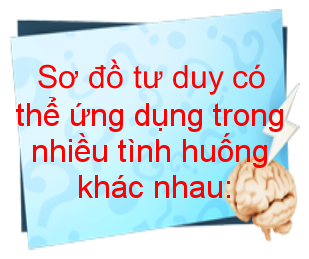 Sơ đồ tư duy có
thể ứng dụng trong
nhiều tình huống
khác nhau: